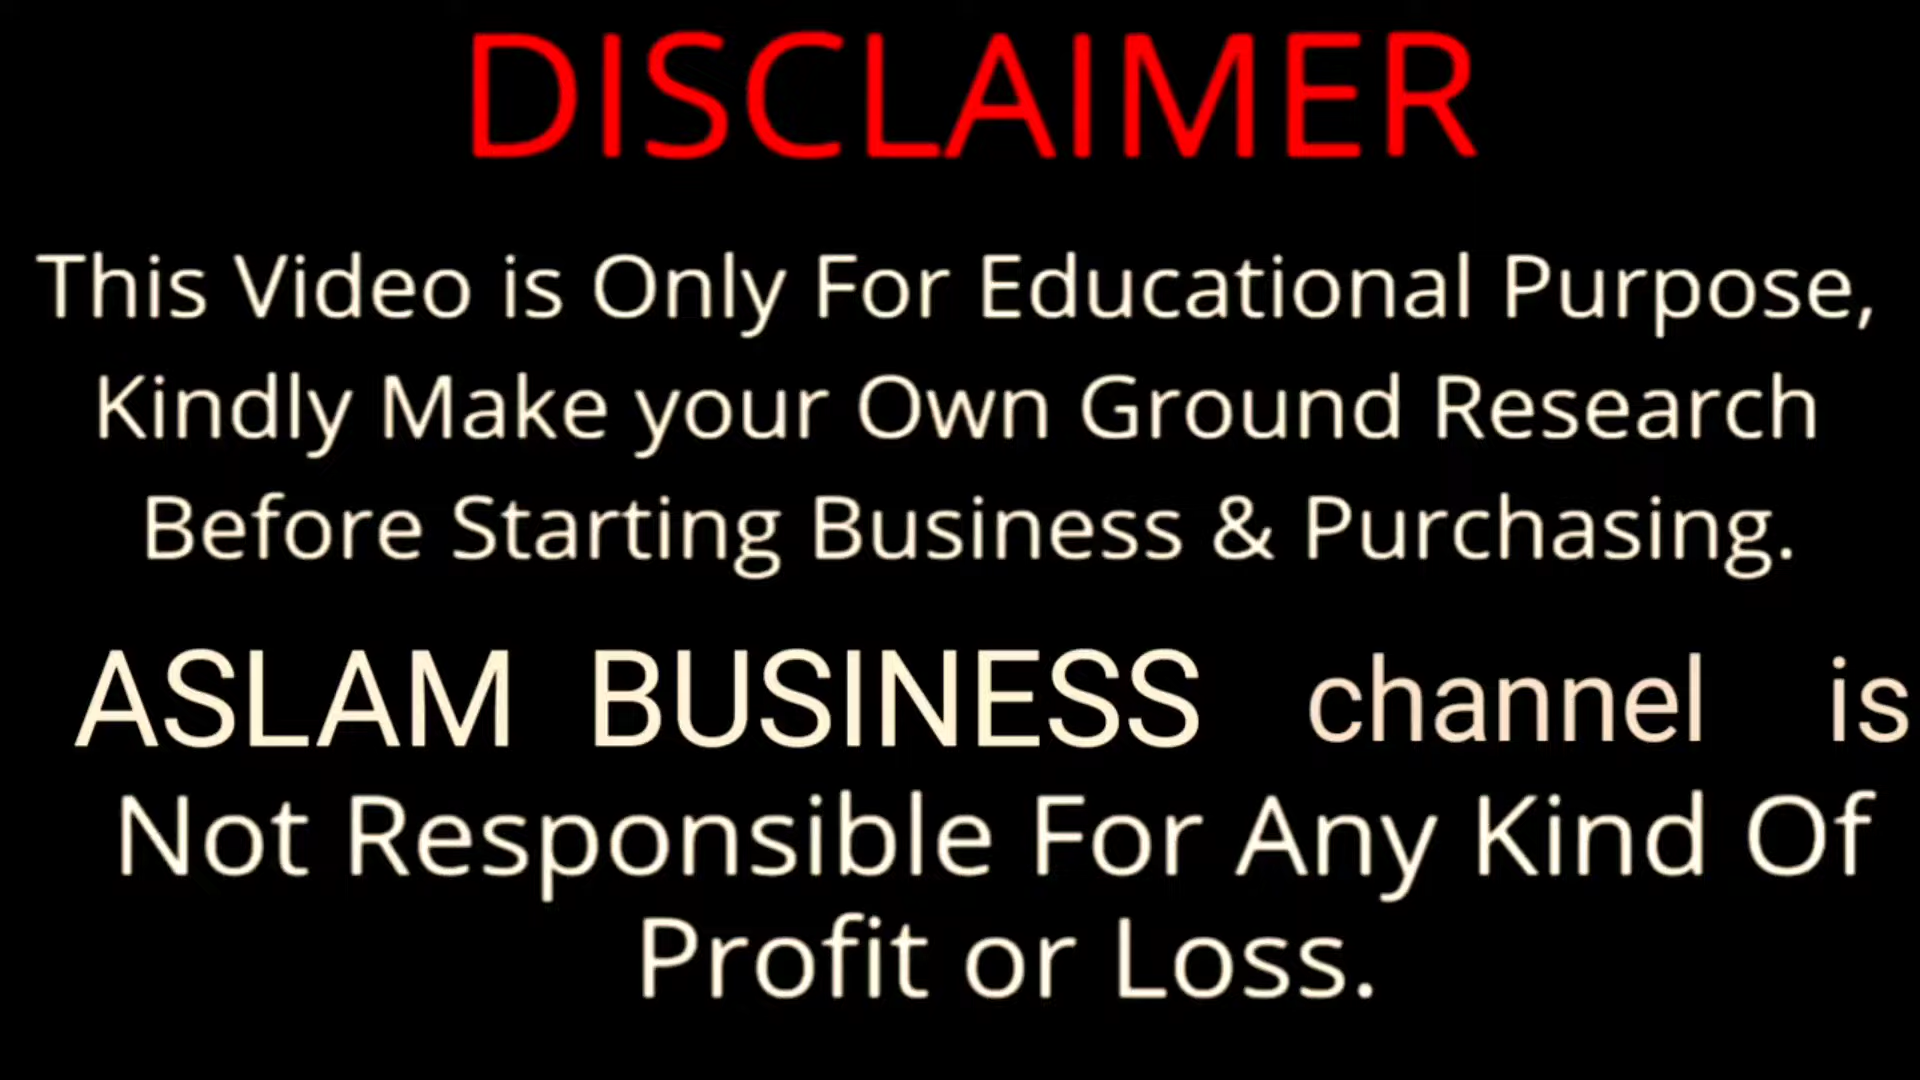 DISCLAIMER
This Video is Only For Educational Purpose,
Kindly Make your Own Ground Research
Before Starting Business & Purchasing.
ASLAM BUSINESS channel is
Not Responsible For Any Kind Of
Profit or Loss.